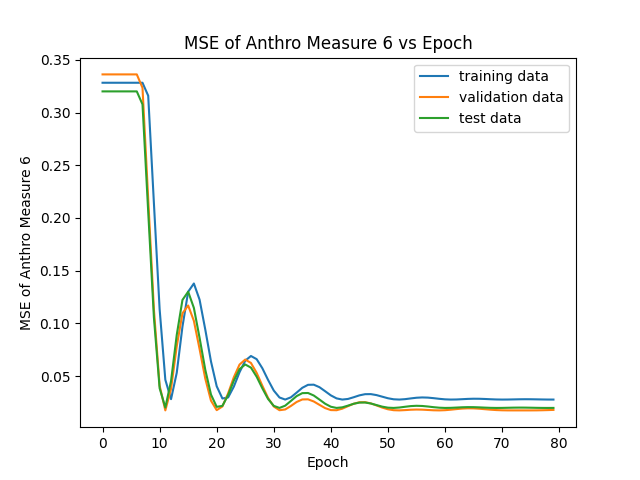 MSE of Anthro Measure 6 vs Epoch
training data
validation data
test data
MSE of Anthro Measure 6
0.35
0.30
0.25
0.20
0.15
0.10
0.05
0 10 20 30 40 50 60 70 80
Epoch